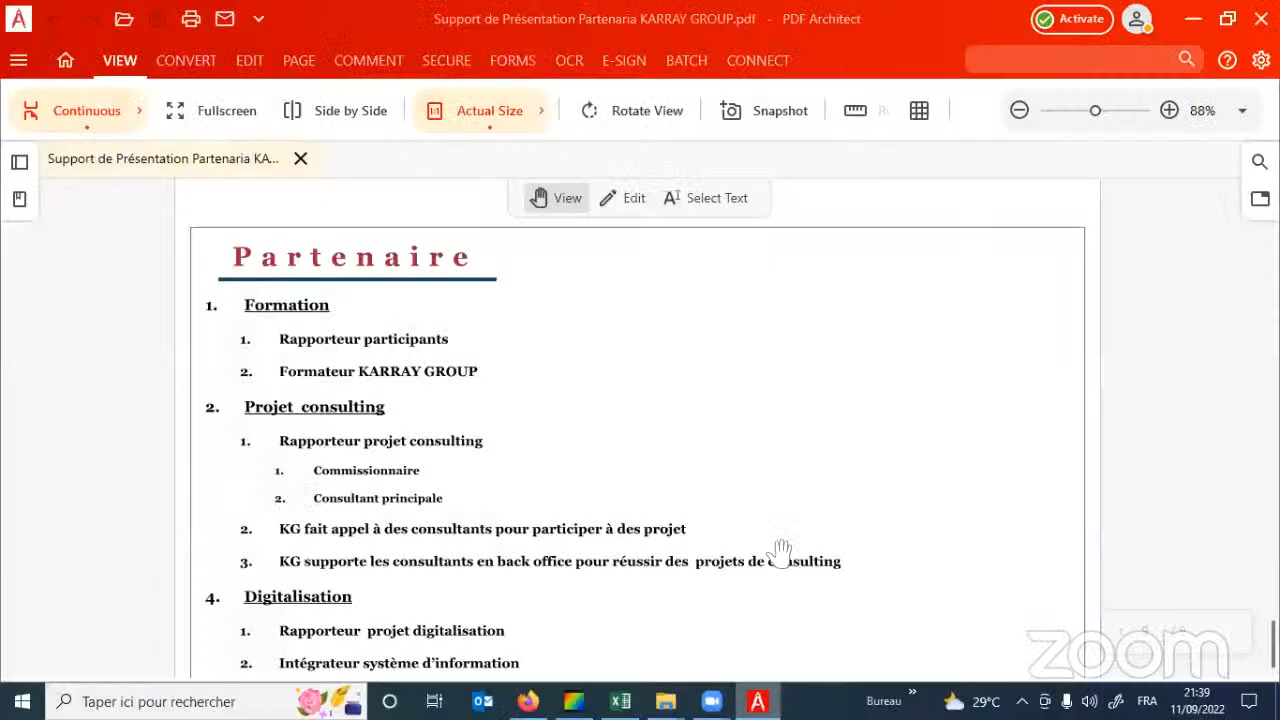 Support de Présentation Partenaria KARRAY GROUP.pdf - PDF Architect
Activate
VIEW CONVERT EDIT PAGE COMMENT SECURE FORMS OCR E-SIGN BATCH CONNECT
Continuous Fullscreen Side by Side Actual Size Rotate View Snapshot 88%
Support de Présentation Partenaria KA...
View Edit Select Text
Partenaire
1. Formation
1. Rapporteur participants
2. Formateur KARRAY GROUP
2. Projet consulting
1. Rapporteur projet consulting
1. Commissionnaire
2. Consultant principale
2. KG fait appel à des consultants pour participer à des projet
3. KG supporte les consultants en back office pour réussir des projets de consulting
4. Digitalisation
1. Rapporteur projet digitalisation
2. Intégrateur système d'information
zoom
Taper ici pour rechercher
Bureau
29°C
FRA
21:39
11/09/2022